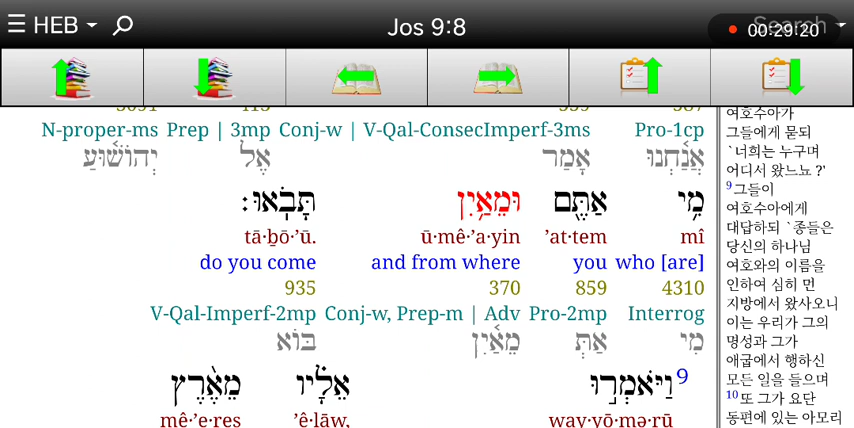 ☰ HEB
Jos 9:8
00:29:20
N-proper-ms Prep | 3mp Conj-w | V-Qal-ConsecImperf-3ms Pro-1cp
אֲנַ֫חְנוּ אָמַר אֶל יְהוֹשׁ֫וּעַ
מִ֥י אַתֶּ֖ם וּמֵאַ֥יִן תָּבֹֽאוּ׃
mî ’at·tem ū·mê·’a·yin tā·ḇō·’ū.
who [are] you and from where do you come
4310 859 370 935
V-Qal-Imperf-2mp Conj-w, Prep-m | Adv Pro-2mp Interrog
מִי אַתְּ מֵאַ֫יִן בּוֹא
9 וַיֹּאמְר֣וּ אֵלָ֗יו מֵאֶ֨רֶץ
way·yō·mə·rū ’ê·lāw, mê·’e·res
여호수아가
그들에게 묻되
`너희는 누구며
어디서 왔느뇨 ?'
9 그들이
여호수아에게
대답하되 `종들은
당신의 하나님
여호와의 이름을
인하여 심히 먼
지방에서 왔사오니
이는 우리가 그의
명성과 그가
애굽에서 행하신
모든 일을 들으며
10 또 그가 요단
동편에 있는 아모리